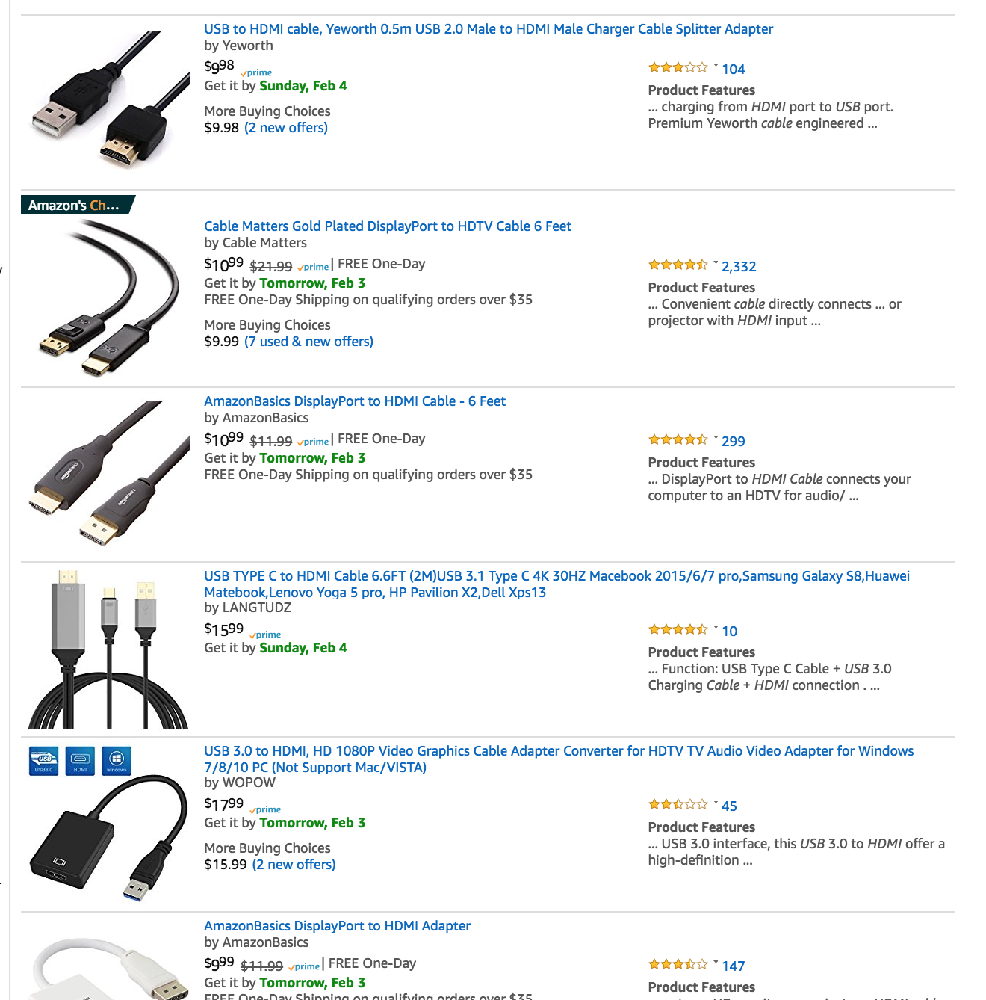 USB to HDMI cable, Yeworth 0.5m USB 2.0 Male to HDMI Male Charger Cable Splitter Adapter
by Yeworth
$9.98 prime
Get it by Sunday, Feb 4
More Buying Choices
$9.98 (2 new offers)
104
Product Features
... charging from HDMI port to USB port.
Premium Yeworth cable engineered ...
Amazon's Ch...
Cable Matters Gold Plated DisplayPort to HDTV Cable 6 Feet
by Cable Matters
$10.99 $21.99 prime | FREE One-Day
Get it by Tomorrow, Feb 3
FREE One-Day Shipping on qualifying orders over $35
More Buying Choices
$9.99 (7 used & new offers)
2,332
Product Features
... Convenient cable directly connects ... or
projector with HDMI input ...
AmazonBasics DisplayPort to HDMI Cable - 6 Feet
by AmazonBasics
$10.99 $11.99 prime | FREE One-Day
Get it by Tomorrow, Feb 3
FREE One-Day Shipping on qualifying orders over $35
299
Product Features
... DisplayPort to HDMI Cable connects your
computer to an HDTV for audio/ ...
USB TYPE C to HDMI Cable 6.6FT (2M)USB 3.1 Type C 4K 30HZ Macebook 2015/6/7 pro,Samsung Galaxy S8,Huawei
Matebook,Lenovo Yoga 5 pro, HP Pavilion X2,Dell Xps13
by LANGTUDZ
$15.99 prime
Get it by Sunday, Feb 4
10
Product Features
... Function: USB Type C Cable + USB 3.0
Charging Cable + HDMI connection . ...
USB USB3.0 HDMI windows
USB 3.0 to HDMI, HD 1080P Video Graphics Cable Adapter Converter for HDTV TV Audio Video Adapter for Windows
7/8/10 PC (Not Support Mac/VISTA)
by WOPOW
$17.99 prime
Get it by Tomorrow, Feb 3
More Buying Choices
$15.99 (2 new offers)
45
Product Features
... USB 3.0 interface, this USB 3.0 to HDMI offer a
high-definition ...
AmazonBasics DisplayPort to HDMI Adapter
by AmazonBasics
$9.99 $11.99 prime | FREE One-Day
Get it by Tomorrow, Feb 3
FREE One-Day Shipping on qualifying orders over $35
147
Product Features